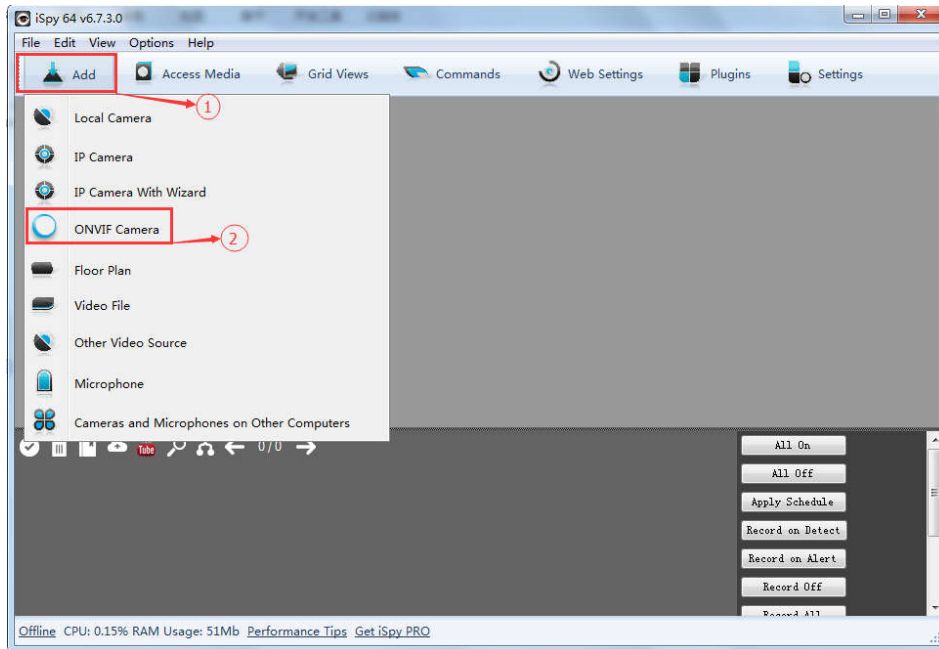 iSpy 64 v6.7.3.0
File Edit View Options Help
Add Access Media Grid Views Commands Web Settings Plugins Settings
1
Local Camera
IP Camera
IP Camera With Wizard
ONVIF Camera
2
Floor Plan
Video File
Other Video Source
Microphone
Cameras and Microphones on Other Computers
Tube 0/0
All On
All Off
Apply Schedule
Record on Detect
Record on Alert
Record Off
Record All
Offline CPU: 0.15% RAM Usage: 51Mb Performance Tips Get iSpy PRO